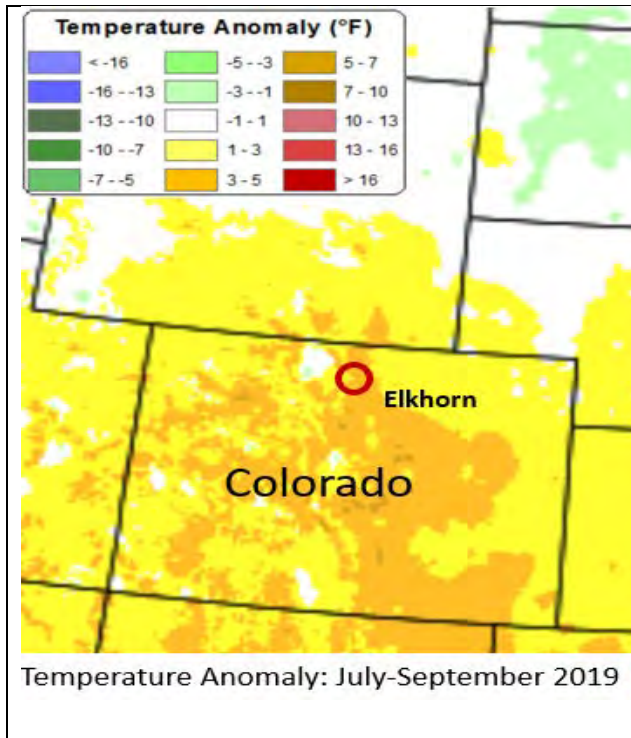 Temperature Anomaly (°F)
< -16 -5 - -3 5 - 7
-16 - -13 -3 - -1 7 - 10
-13 - -10 -1 - 1 10 - 13
-10 - -7 1 - 3 13 - 16
-7 - -5 3 - 5 > 16
Elkhorn
Colorado
Temperature Anomaly: July-September 2019